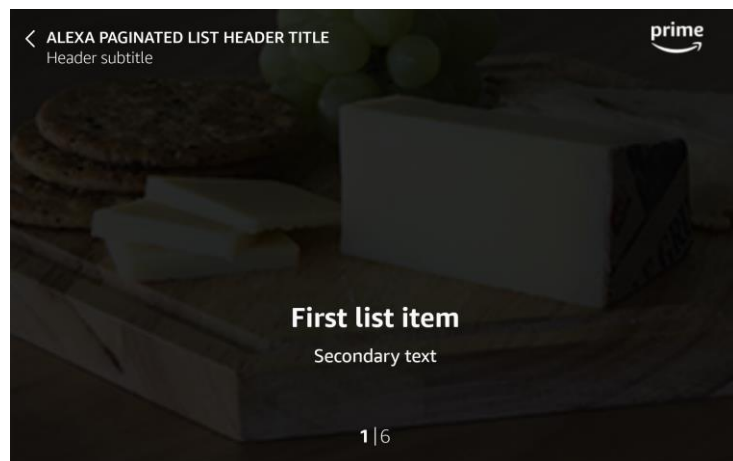 ALEXA PAGINATED LIST HEADER TITLE
Header subtitle
prime
First list item
Secondary text
1|6